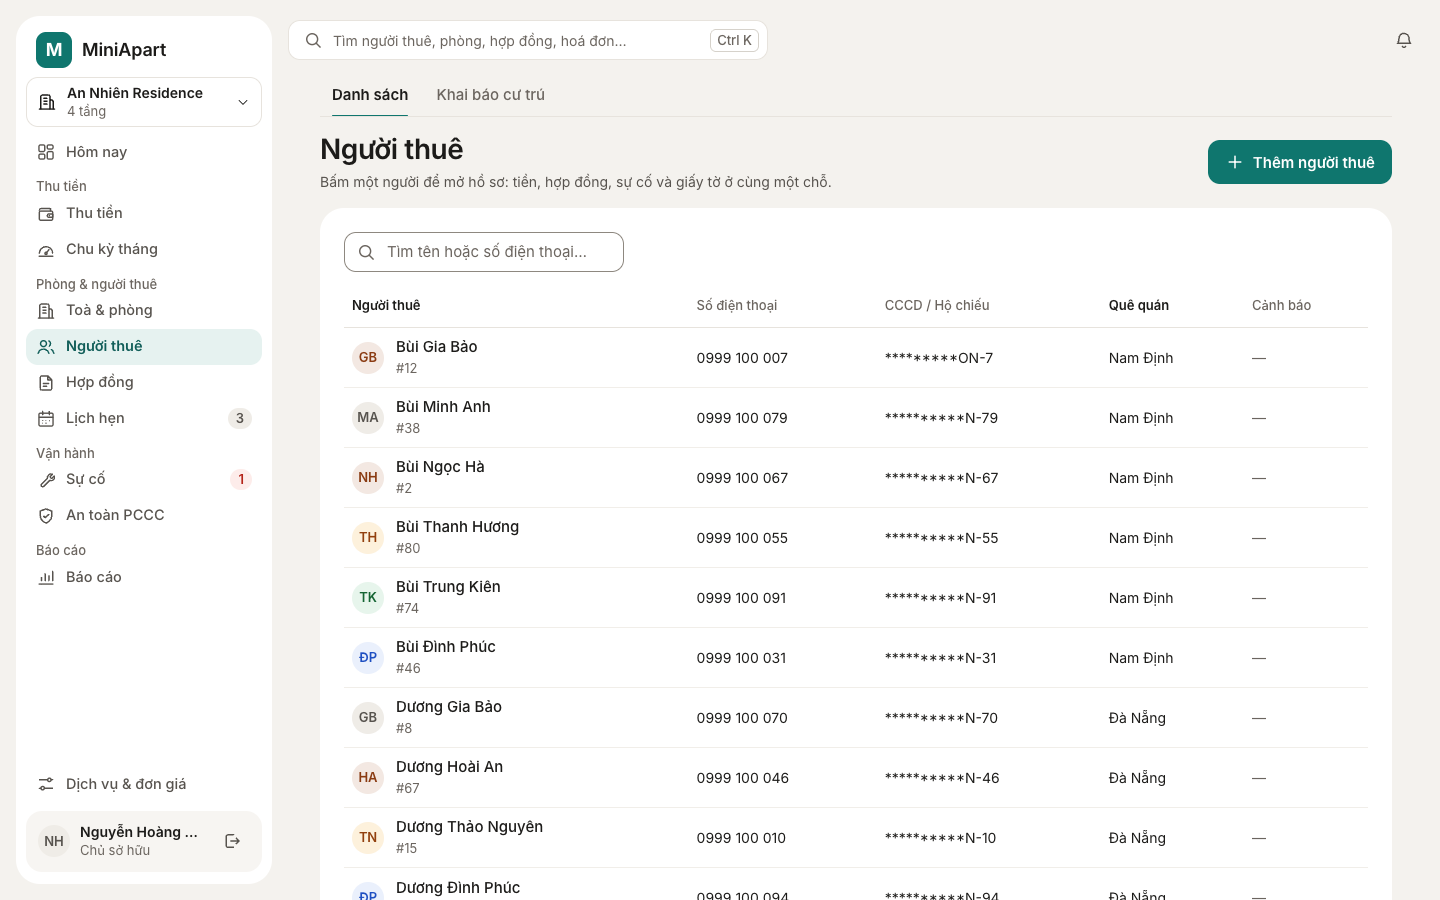 M MiniApart
An Nhiên Residence
4 tầng
Hôm nay
Thu tiền
Thu tiền
Chu kỳ tháng
Phòng & người thuê
Toà & phòng
Người thuê
Hợp đồng
Lịch hẹn 3
Vận hành
Sự cố 1
An toàn PCCC
Báo cáo
Báo cáo
Dịch vụ & đơn giá
NH
Nguyễn Hoàng ...
Chủ sở hữu
Tìm người thuê, phòng, hợp đồng, hoá đơn... Ctrl K
Danh sách Khai báo cư trú
Người thuê
Bấm một người để mở hồ sơ: tiền, hợp đồng, sự cố và giấy tờ ở cùng một chỗ.
Thêm người thuê
Tìm tên hoặc số điện thoại...
Người thuê Số điện thoại CCCD / Hộ chiếu Quê quán Cảnh báo
GB Bùi Gia Bảo 0999 100 007 *********ON-7 Nam Định —
#12
MA Bùi Minh Anh 0999 100 079 **********N-79 Nam Định —
#38
NH Bùi Ngọc Hà 0999 100 067 **********N-67 Nam Định —
#2
TH Bùi Thanh Hương 0999 100 055 **********N-55 Nam Định —
#80
TK Bùi Trung Kiên 0999 100 091 **********N-91 Nam Định —
#74
ĐP Bùi Đình Phúc 0999 100 031 **********N-31 Nam Định —
#46
GB Dương Gia Bảo 0999 100 070 **********N-70 Đà Nẵng —
#8
HA Dương Hoài An 0999 100 046 **********N-46 Đà Nẵng —
#67
TN Dương Thảo Nguyên 0999 100 010 **********N-10 Đà Nẵng —
#15
ĐP Dương Đình Phúc 0999 100 094 **********N-94 Đà Nẵng —